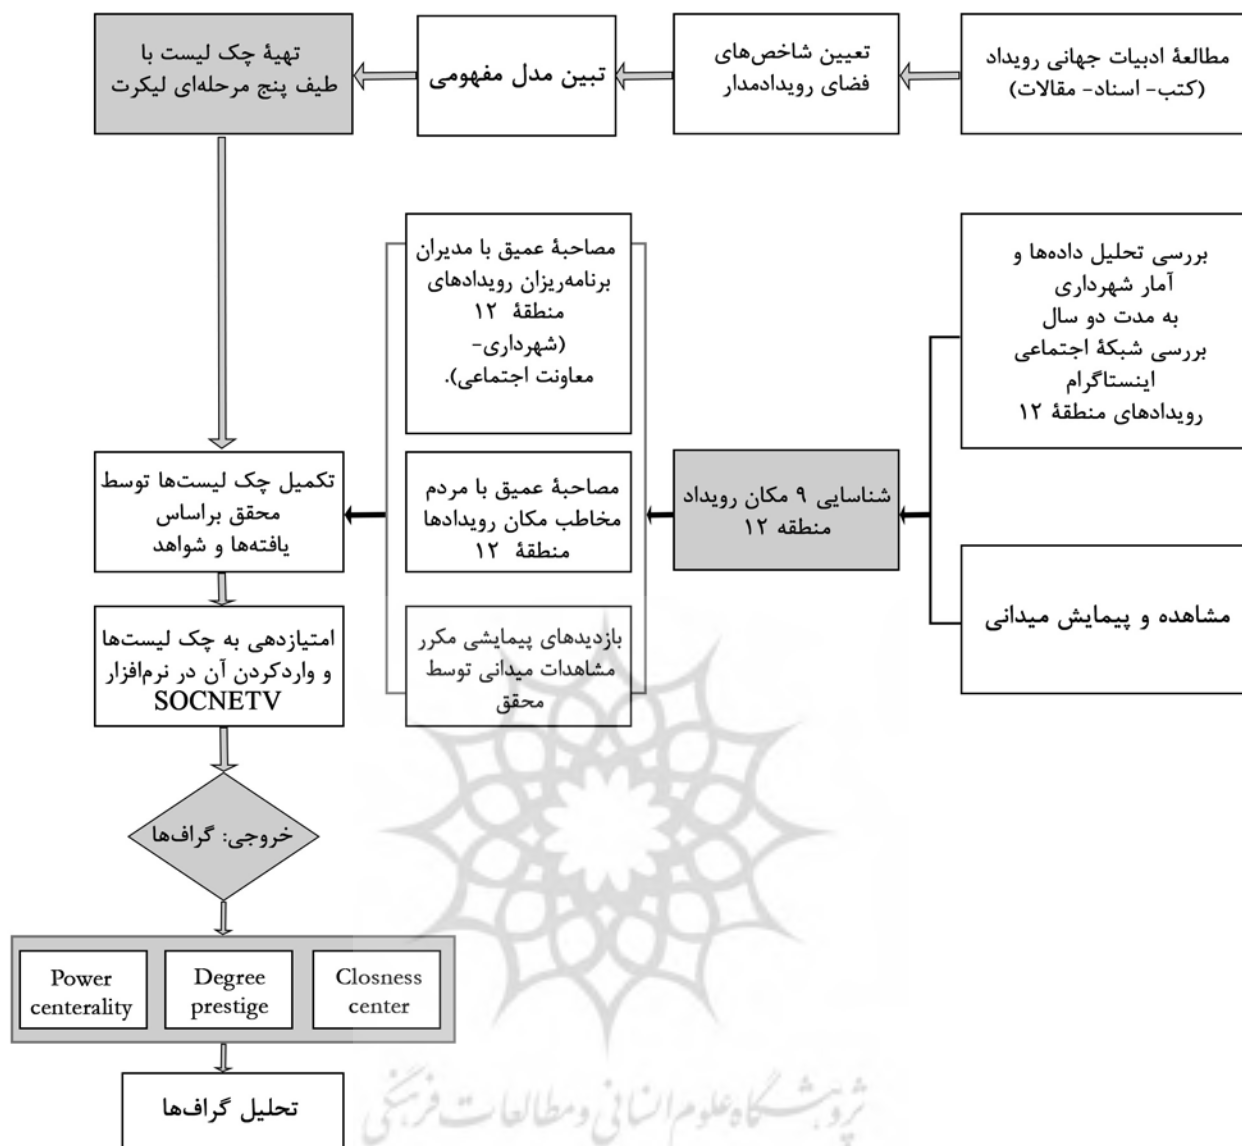 مطالعهٔ ادبیات جهانی رویداد
(کتب- اسناد- مقالات)
تعیین شاخص‌های
فضای رویدادمدار
تبین مدل مفهومی
تهیهٔ چک لیست با
طیف پنج مرحله‌ای لیکرت
بررسی تحلیل داده‌ها و
آمار شهرداری
به مدت دو سال
بررسی شبکهٔ اجتماعی
اینستاگرام
رویدادهای منطقهٔ ۱۲
مشاهده و پیمایش میدانی
شناسایی ۹ مکان رویداد
منطقه ۱۲
مصاحبهٔ عمیق با مدیران
برنامه‌ریزان رویدادهای
منطقهٔ ۱۲
(شهرداری-
معاونت اجتماعی).
مصاحبهٔ عمیق با مردم
مخاطب مکان رویدادها
منطقهٔ ۱۲
بازدیدهای پیمایشی مکرر
مشاهدات میدانی توسط
محقق
تکمیل چک لیست‌ها توسط
محقق براساس
یافته‌ها و شواهد
امتیازدهی به چک لیست‌ها
و واردکردن آن در نرم‌افزار
SOCNETV
خروجی: گراف‌ها
Power
centerality
Degree
prestige
Closness
center
تحلیل گراف‌ها
پژوهشگاه علوم انسانی و مطالعات فرهنگی